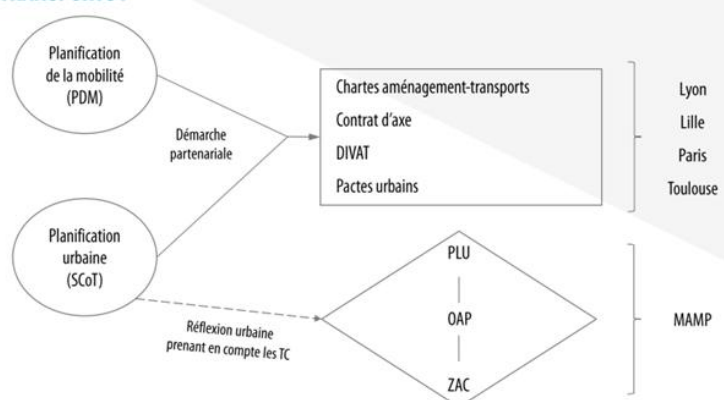 Planification
de la mobilité
(PDM)
Démarche
partenariale
Chartes aménagement-transports
Contrat d'axe
DIVAT
Pactes urbains
Lyon
Lille
Paris
Toulouse
Planification
urbaine
(SCoT)
Réflexion urbaine
prenant en compte les TC
PLU
OAP
ZAC
MAMP